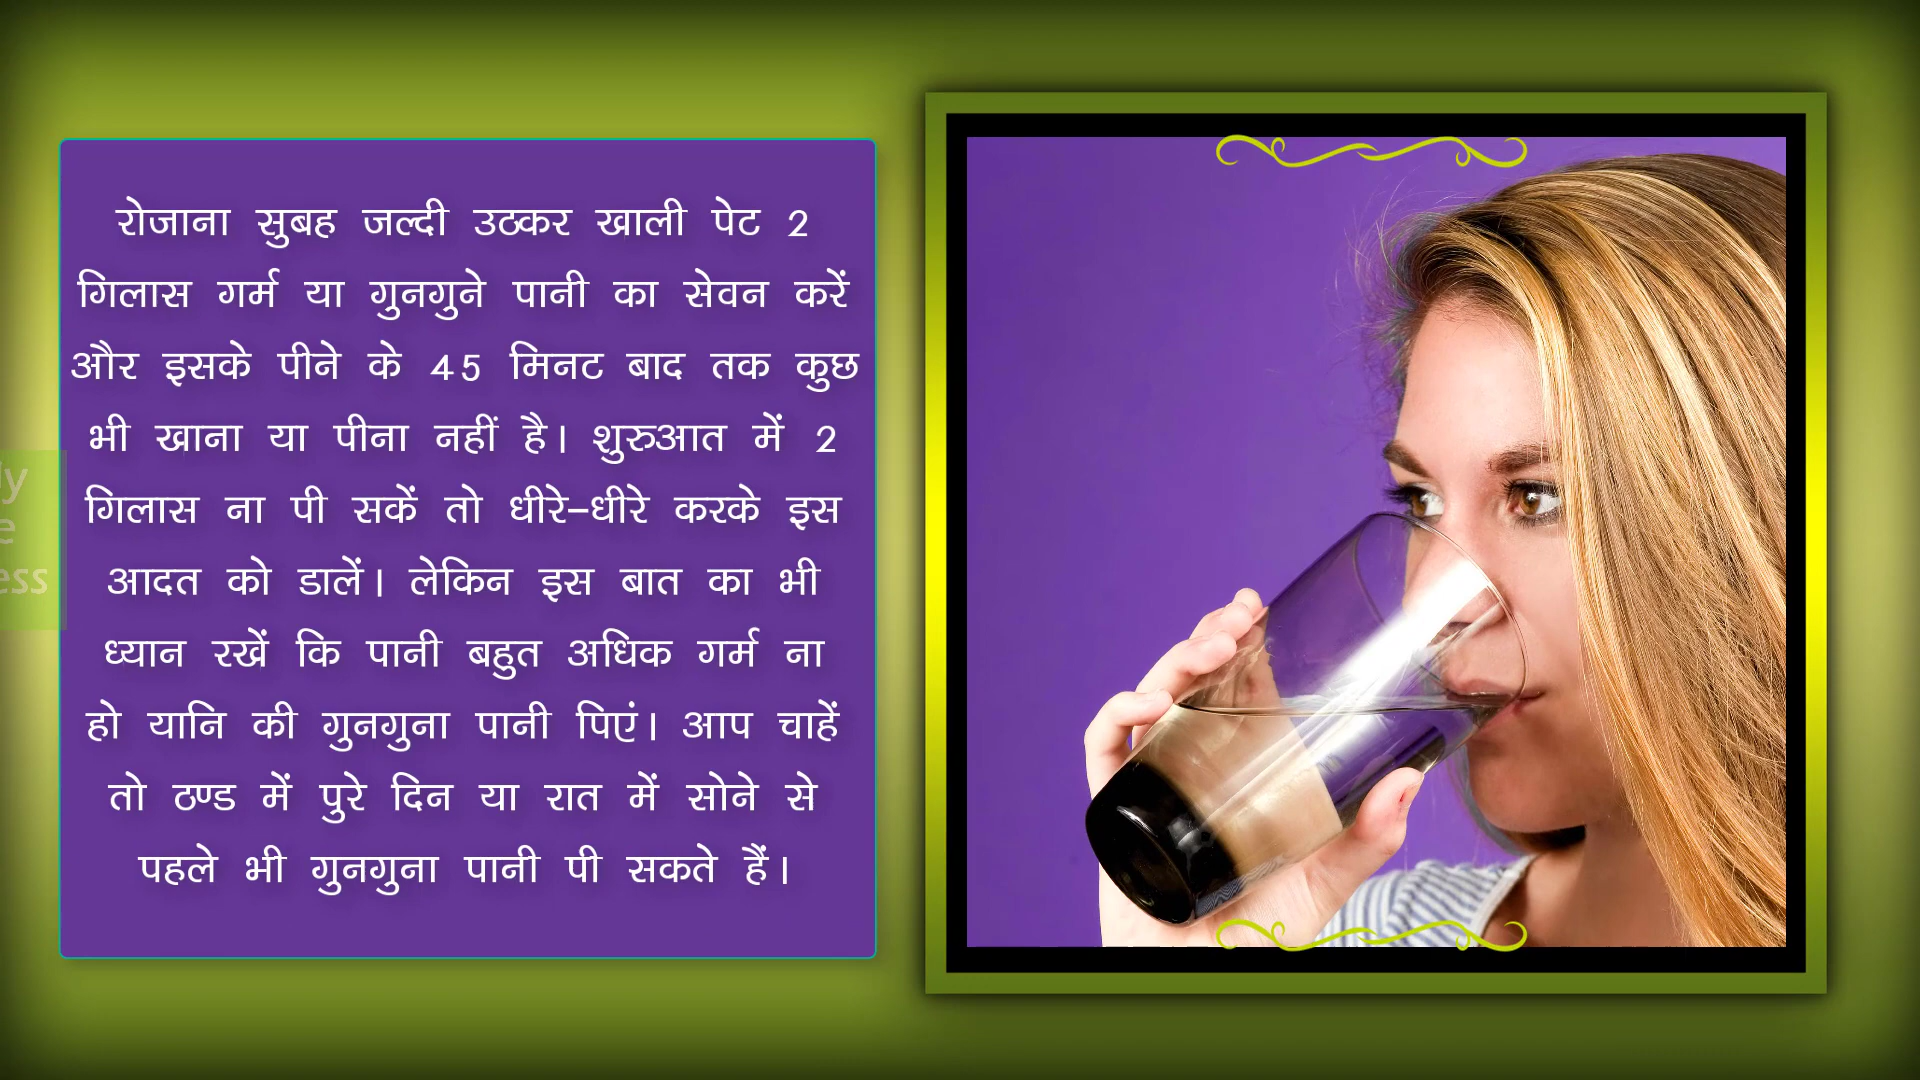 रोजाना सुबह जल्दी उठकर खाली पेट 2
गिलास गर्म या गुनगुने पानी का सेवन करें
और इसके पीने के 45 मिनट बाद तक कुछ
भी खाना या पीना नहीं है। शुरुआत में 2
गिलास ना पी सकें तो धीरे–धीरे करके इस
आदत को डालें। लेकिन इस बात का भी
ध्यान रखें कि पानी बहुत अधिक गर्म ना
हो यानि की गुनगुना पानी पिएं। आप चाहें
तो ठण्ड में पुरे दिन या रात में सोने से
पहले भी गुनगुना पानी पी सकते हैं।